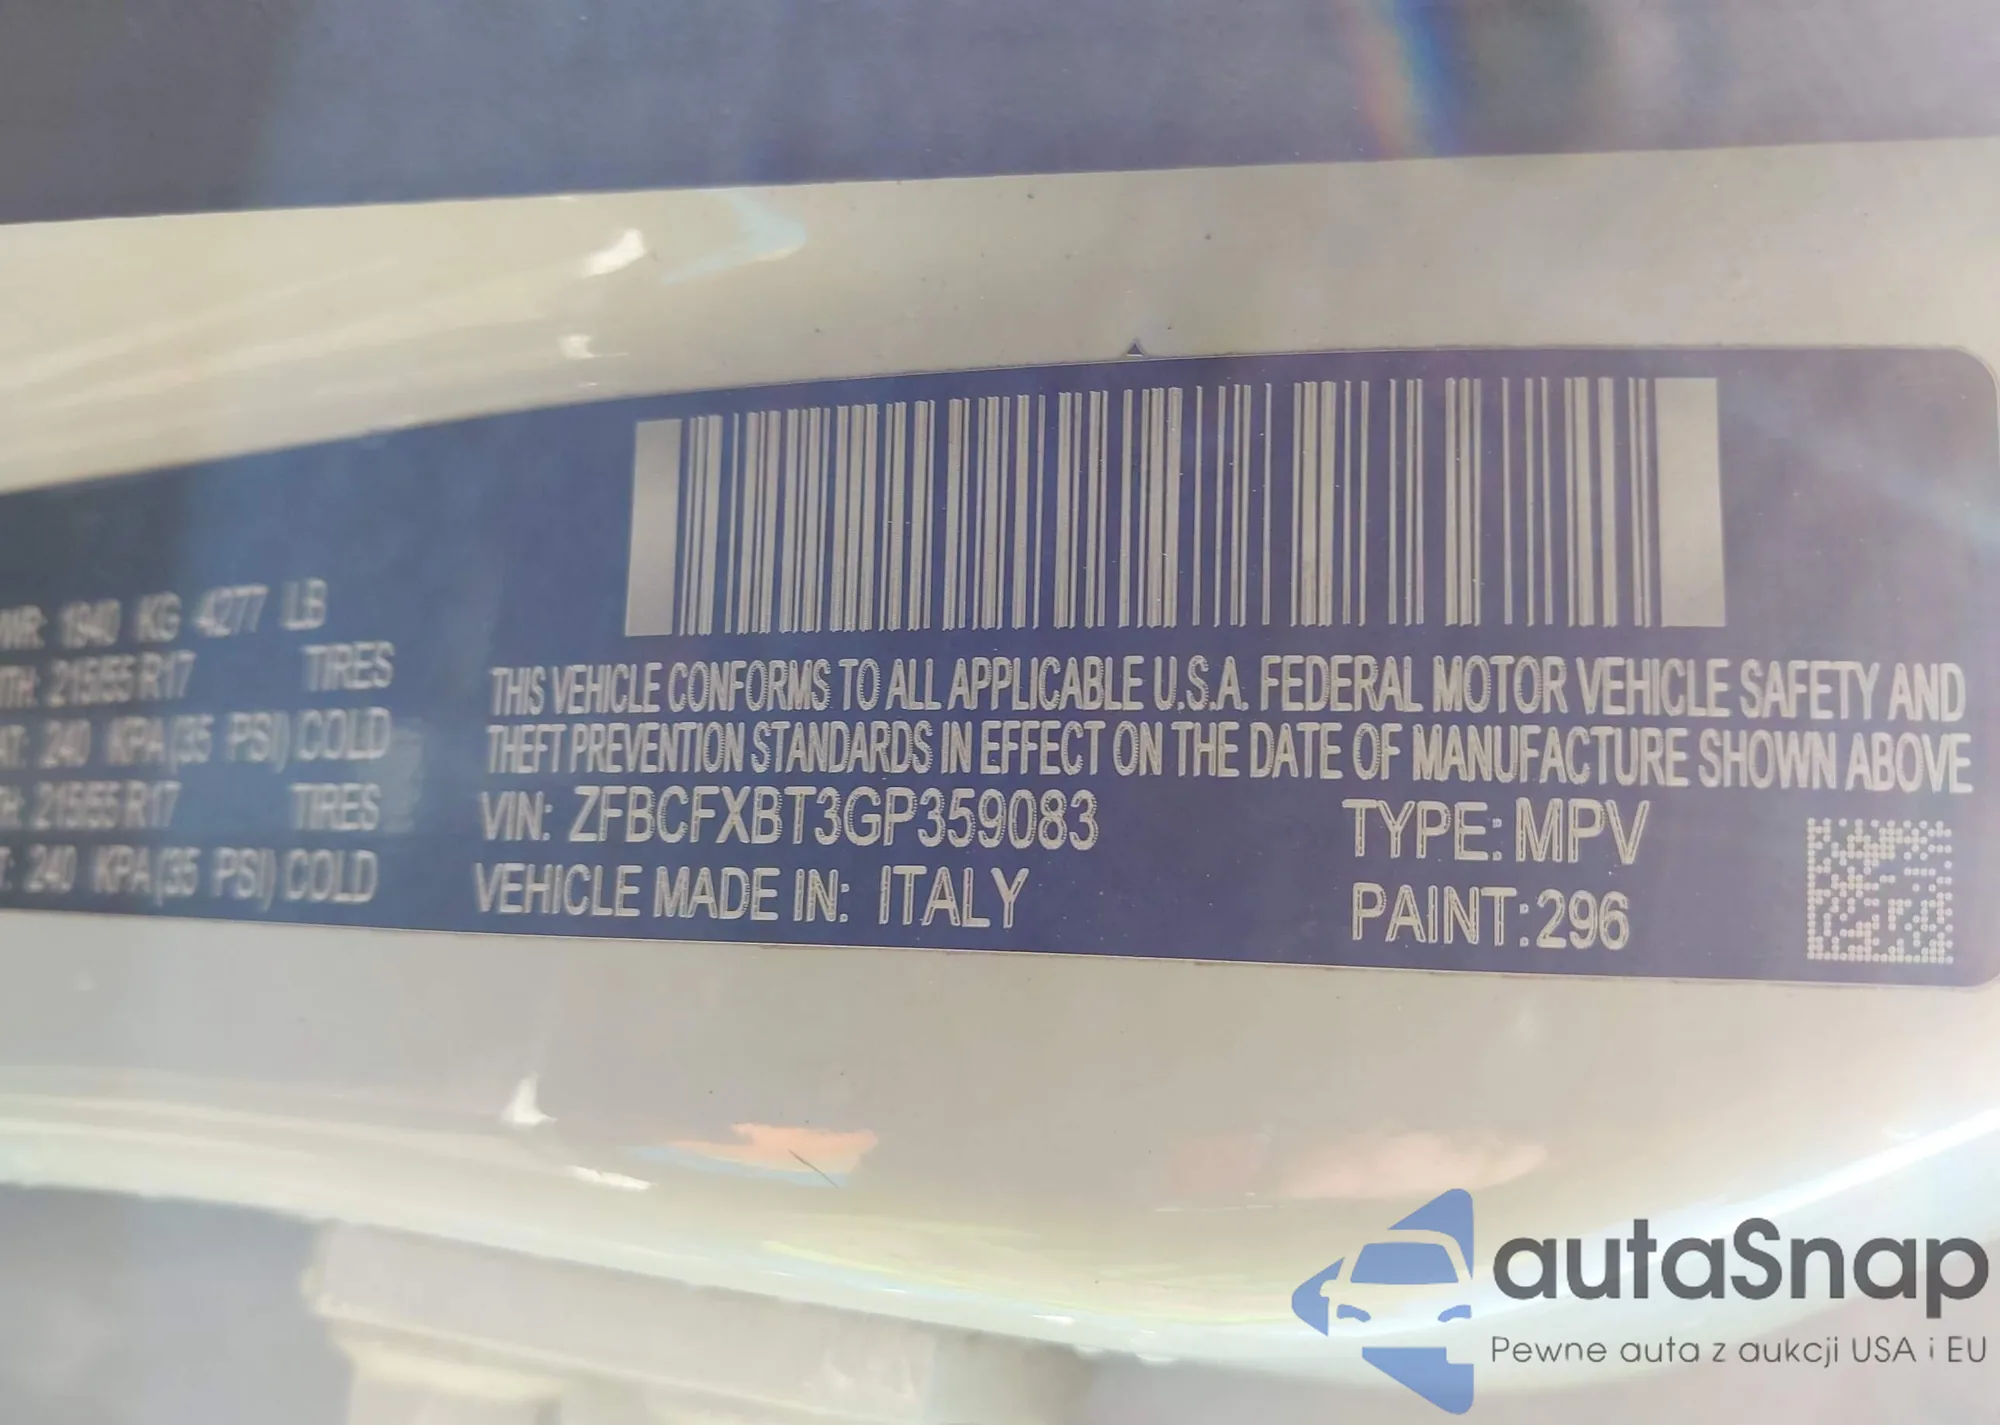 WR: 1940 KG 4277 LB
TH: 215/55 R17 TIRES
AT: 240 KPA(35 PSI) COLD
H: 215/55 R17 TIRES
T: 240 KPA(35 PSI) COLD
THIS VEHICLE CONFORMS TO ALL APPLICABLE U.S.A. FEDERAL MOTOR VEHICLE SAFETY AND
THEFT PREVENTION STANDARDS IN EFFECT ON THE DATE OF MANUFACTURE SHOWN ABOVE
VIN: ZFBCFXBT3GP359083 TYPE: MPV
VEHICLE MADE IN: ITALY PAINT: 296
autaSnap
Pewne auta z aukcji USA i EU